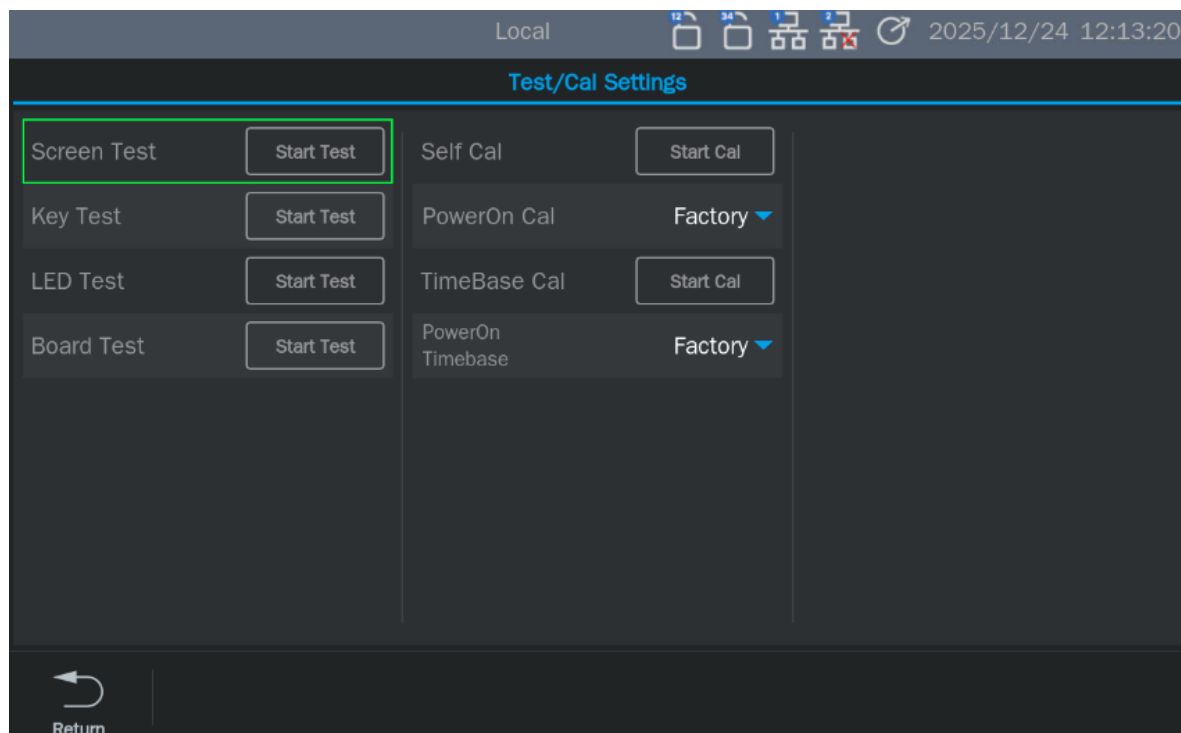 Local 12 34 1 2 2025/12/24 12:13:20
Test/Cal Settings
Screen Test Start Test Self Cal Start Cal
Key Test Start Test PowerOn Cal Factory
LED Test Start Test TimeBase Cal Start Cal
Board Test Start Test PowerOn Timebase Factory
Return